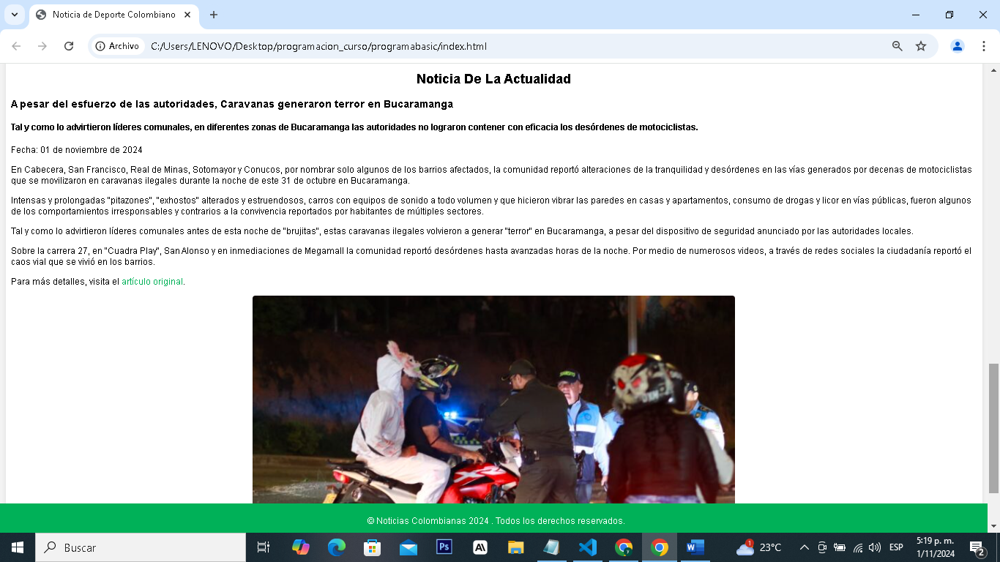 Noticia de Deporte Colombiano
Archivo
C:/Users/LENOVO/Desktop/programacion_curso/programabasic/index.html
Noticia De La Actualidad
A pesar del esfuerzo de las autoridades, Caravanas generaron terror en Bucaramanga
Tal y como lo advirtieron líderes comunales, en diferentes zonas de Bucaramanga las autoridades no lograron contener con eficacia los desórdenes de motociclistas.
Fecha: 01 de noviembre de 2024
En Cabecera, San Francisco, Real de Minas, Sotomayor y Conucos, por nombrar solo algunos de los barrios afectados, la comunidad reportó alteraciones de la tranquilidad y desórdenes en las vías generados por decenas de motociclistas
que se movilizaron en caravanas ilegales durante la noche de este 31 de octubre en Bucaramanga.
Intensas y prolongadas "pitazones", "exhostos" alterados y estruendosos, carros con equipos de sonido a todo volumen y que hicieron vibrar las paredes en casas y apartamentos, consumo de drogas y licor en vías públicas, fueron algunos
de los comportamientos irresponsables y contrarios a la convivencia reportados por habitantes de múltiples sectores.
Tal y como lo advirtieron líderes comunales antes de esta noche de "brujitas", estas caravanas ilegales volvieron a generar "terror" en Bucaramanga, a pesar del dispositivo de seguridad anunciado por las autoridades locales.
Sobre la carrera 27, en "Cuadra Play", San Alonso y en inmediaciones de Megamall la comunidad reportó desórdenes hasta avanzadas horas de la noche. Por medio de numerosos videos, a través de redes sociales la ciudadanía reportó el
caos vial que se vivió en los barrios.
Para más detalles, visita el artículo original.
© Noticias Colombianas 2024 . Todos los derechos reservados.
Buscar
Ps
A\
W
1
23°C
ESP
5:19 p. m.
1/11/2024
2